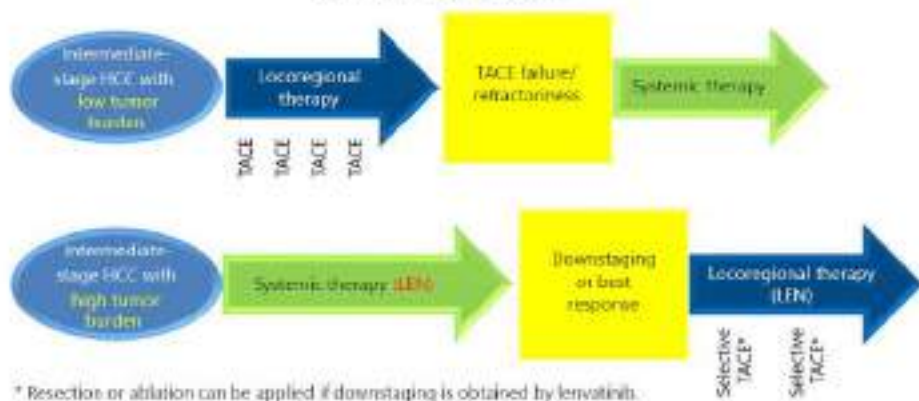 Intermediate-
stage HCC with
low tumor
burden
Locoregional
therapy
TACE
TACE
TACE
TACE
TACE failure/
refractoriness
Systemic therapy
Intermediate-
stage HCC with
high tumor
burden
Systemic therapy (LEN)
Downstaging
or best
response
Locoregional therapy
(LEN)
Selective
TACE*
Selective
TACE*
* Resection or ablation can be applied if downstaging is obtained by lenvatinib.